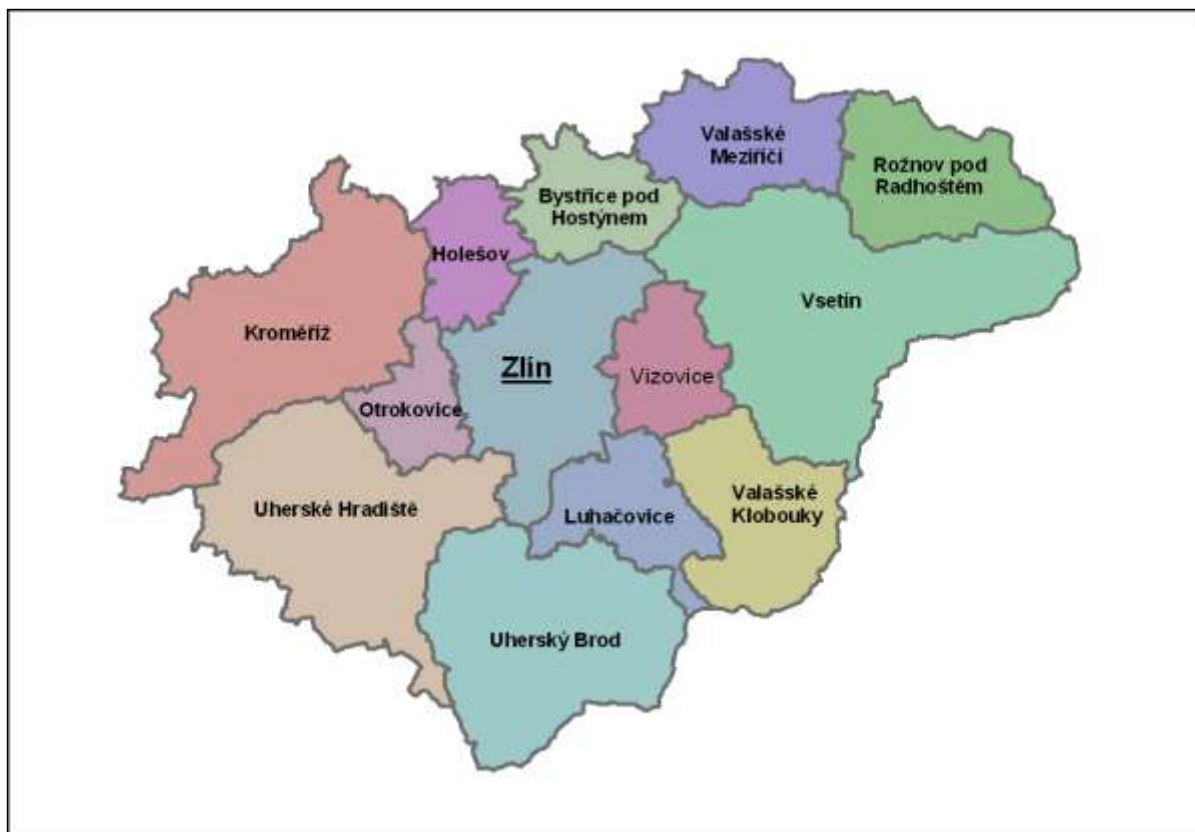 Valašské
Meziříčí
Rožnov pod
Radhoštěm
Bystřice pod
Hostýnem
Holešov
Vsetín
Kroměříž
Zlín
Vizovice
Otrokovice
Valašské
Klobouky
Uherské Hradiště
Luhačovice
Uherský Brod